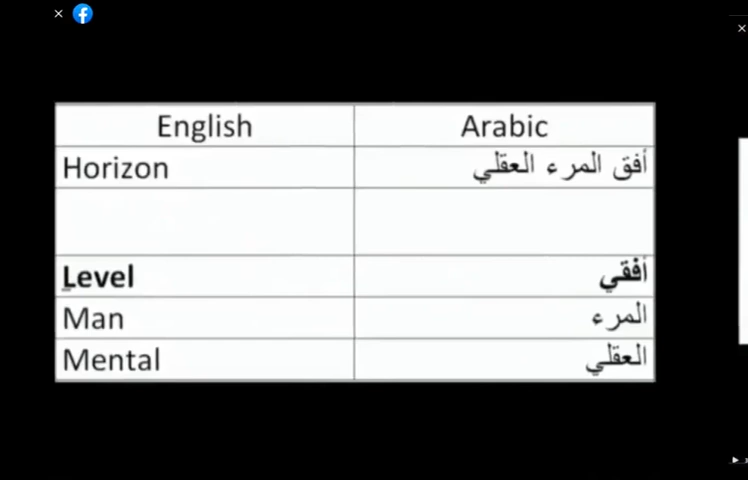 English Arabic
Horizon أفق المرء العقلي
Level أفقي
Man المرء
Mental العقلي